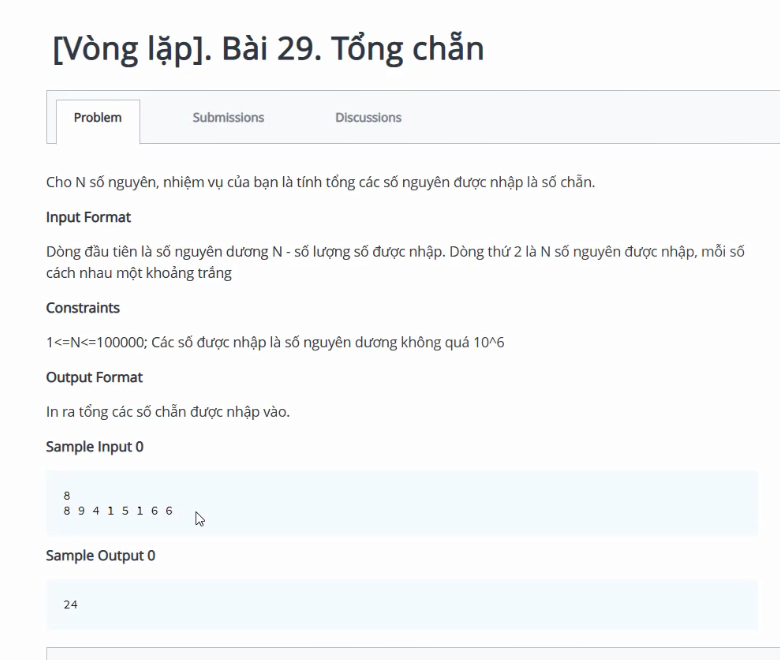 [Vòng lặp]. Bài 29. Tổng chẵn
Problem Submissions Discussions
Cho N số nguyên, nhiệm vụ của bạn là tính tổng các số nguyên được nhập là số chẵn.
Input Format
Dòng đầu tiên là số nguyên dương N - số lượng số được nhập. Dòng thứ 2 là N số nguyên được nhập, mỗi số
cách nhau một khoảng trắng
Constraints
1<=N<=100000; Các số được nhập là số nguyên dương không quá 10^6
Output Format
In ra tổng các số chẵn được nhập vào.
Sample Input 0
8
8 9 4 1 5 1 6 6
Sample Output 0
24